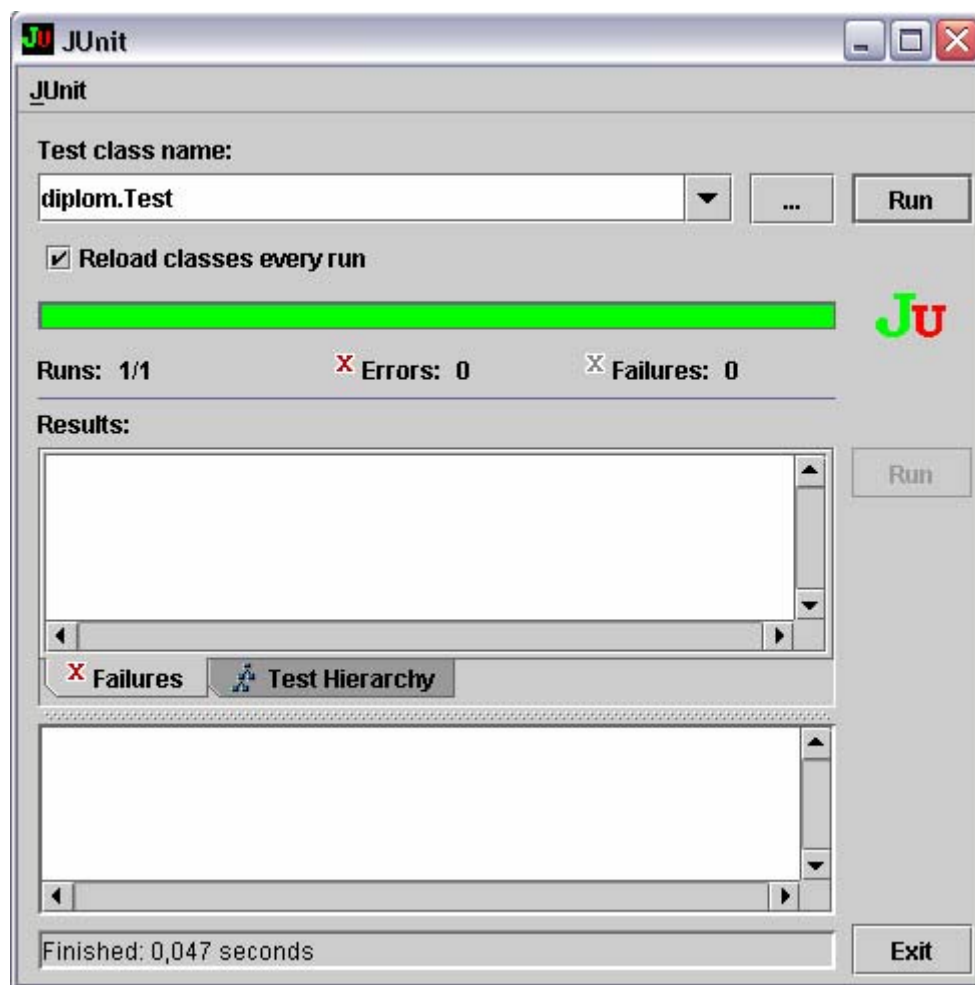 JU JUnit
JUnit
Test class name:
diplom.Test ... Run
Reload classes every run
JU
Runs: 1/1 X Errors: 0 X Failures: 0
Results:
Run
X Failures Test Hierarchy
Finished: 0,047 seconds Exit